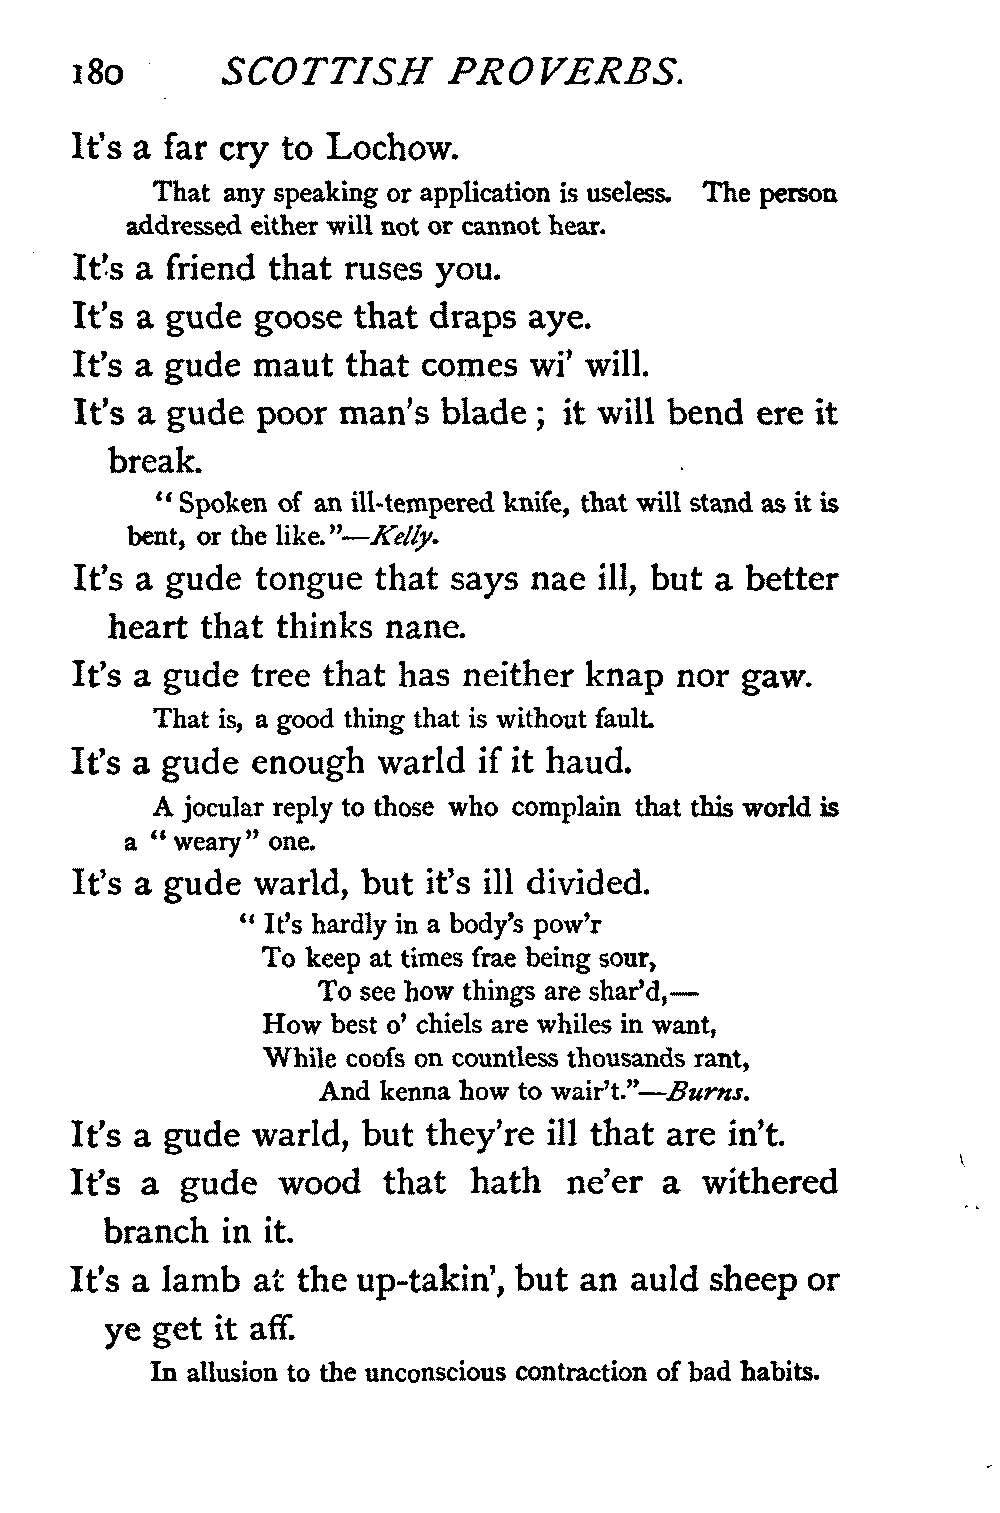 180 SCOTTISH PROVERBS.
It's a far cry to Lochow.
That any speaking or application is useless. The person
addressed either will not or cannot hear.
It's a friend that ruses you.
It's a gude goose that draps aye.
It's a gude maut that comes wi' will.
It's a gude poor man's blade; it will bend ere it
break.
"Spoken of an ill-tempered knife, that will stand as it is
bent, or the like."—Kelly.
It's a gude tongue that says nae ill, but a better
heart that thinks nane.
It's a gude tree that has neither knap nor gaw.
That is, a good thing that is without fault.
It's a gude enough warld if it haud.
A jocular reply to those who complain that this world is
a "weary" one.
It's a gude warld, but it's ill divided.
"It's hardly in a body's pow'r
To keep at times frae being sour,
To see how things are shar'd,—
How best o' chiels are whiles in want,
While coofs on countless thousands rant,
And kenna how to wair't."—Burns.
It's a gude warld, but they're ill that are in't.
It's a gude wood that hath ne'er a withered
branch in it.
It's a lamb at the up-takin', but an auld sheep or
ye get it aff.
In allusion to the unconscious contraction of bad habits.